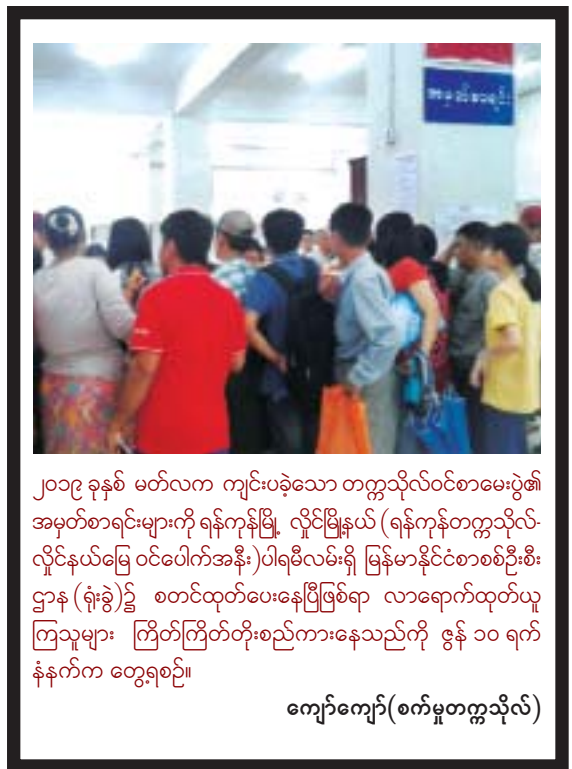 အမှတ်စာရင်း
၂၀၁၉ ခုနှစ် မတ်လက ကျင်းပခဲ့သော တက္ကသိုလ်ဝင်စာမေးပွဲ၏
အမှတ်စာရင်းများကို ရန်ကုန်မြို့ လှိုင်မြို့နယ် (ရန်ကုန်တက္ကသိုလ်-
လှိုင်နယ်မြေ ဝင်ပေါက်အနီး)ပါရမီလမ်းရှိ မြန်မာနိုင်ငံစာစစ်ဦးစီး
ဌာန (ရုံးခွဲ)၌ စတင်ထုတ်ပေးနေပြီဖြစ်ရာ လာရောက်ထုတ်ယူ
ကြသူများ ကြိတ်ကြိတ်တိုးစည်ကားနေသည်ကို ဇွန် ၁၀ ရက်
နံနက်က တွေ့ရစဉ်။
ကျော်ကျော်(စက်မှုတက္ကသိုလ်)